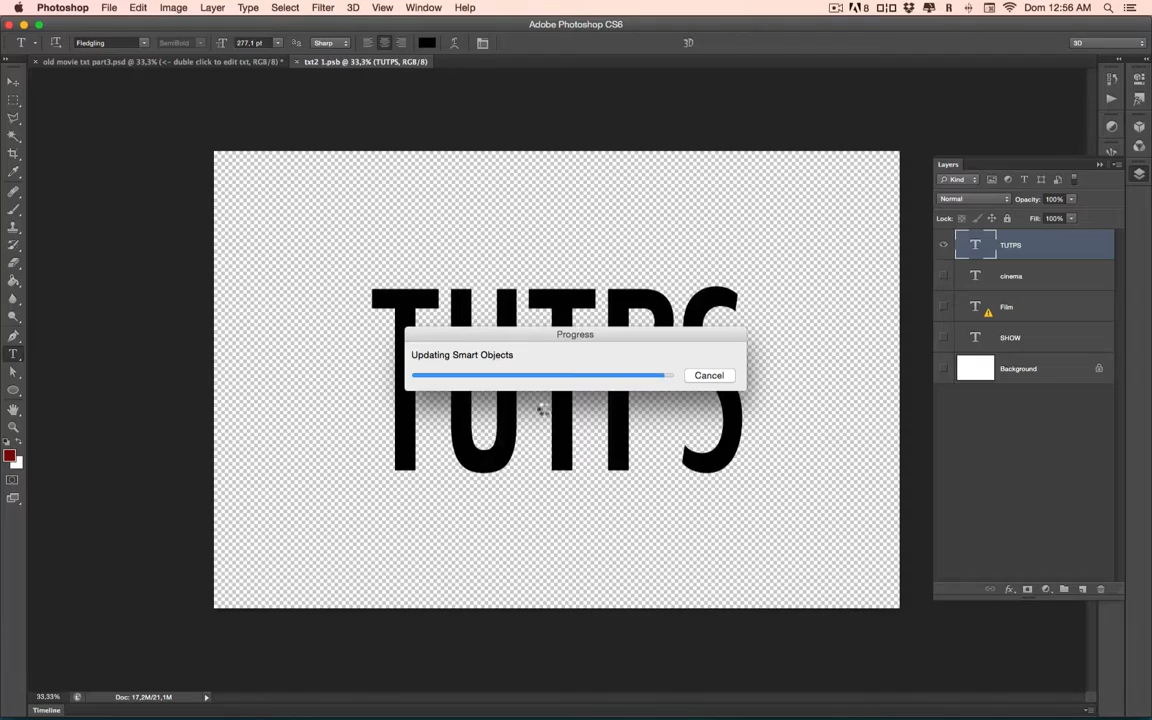 Photoshop File Edit Image Layer Type Select Filter 3D View Window Help 8 R Dom 12:56 AM
Adobe Photoshop CS6
T Fledgling SemiBold 277,1 pt Sharp 3D 3D
× old movie txt part3.psd @ 33,3% (<- duble click to edit txt, RGB/8) * × txt2 1.psb @ 33,3% (TUTPS, RGB/8)
Layers
Kind
Normal Opacity: 100%
Lock: Fill: 100%
T TUTPS
T cinema
T Film
T SHOW
Background
TUTPS
Progress
Updating Smart Objects
Cancel
33,33% Doc: 17,2M/21,1M
Timeline